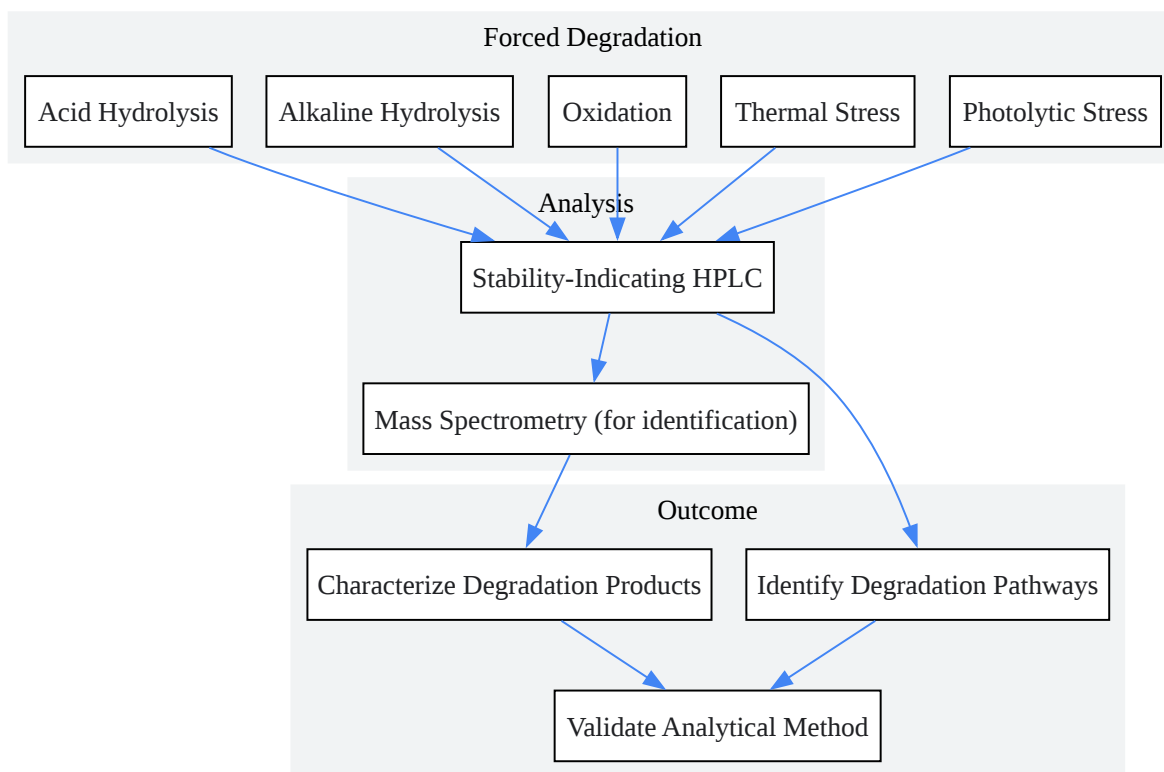 Forced Degradation
Acid Hydrolysis
Alkaline Hydrolysis
Oxidation
Thermal Stress
Photolytic Stress
Analysis
Stability-Indicating HPLC
Mass Spectrometry (for identification)
Outcome
Characterize Degradation Products
Identify Degradation Pathways
Validate Analytical Method